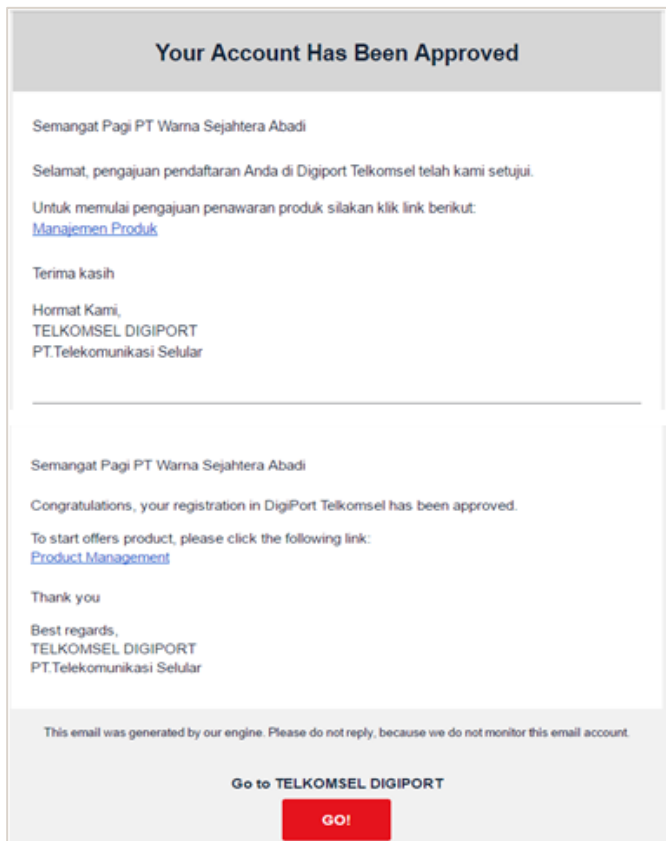 Your Account Has Been Approved
Semangat Pagi PT Warna Sejahtera Abadi
Selamat, pengajuan pendaftaran Anda di Digiport Telkomsel telah kami setujui.
Untuk memulai pengajuan penawaran produk silakan klik link berikut:
Manajemen Produk
Terima kasih
Hormat Kami,
TELKOMSEL DIGIPORT
PT.Telekomunikasi Selular
Semangat Pagi PT Warna Sejahtera Abadi
Congratulations, your registration in DigiPort Telkomsel has been approved.
To start offers product, please click the following link:
Product Management
Thank you
Best regards,
TELKOMSEL DIGIPORT
PT.Telekomunikasi Selular
This email was generated by our engine. Please do not reply, because we do not monitor this email account.
Go to TELKOMSEL DIGIPORT
GO!